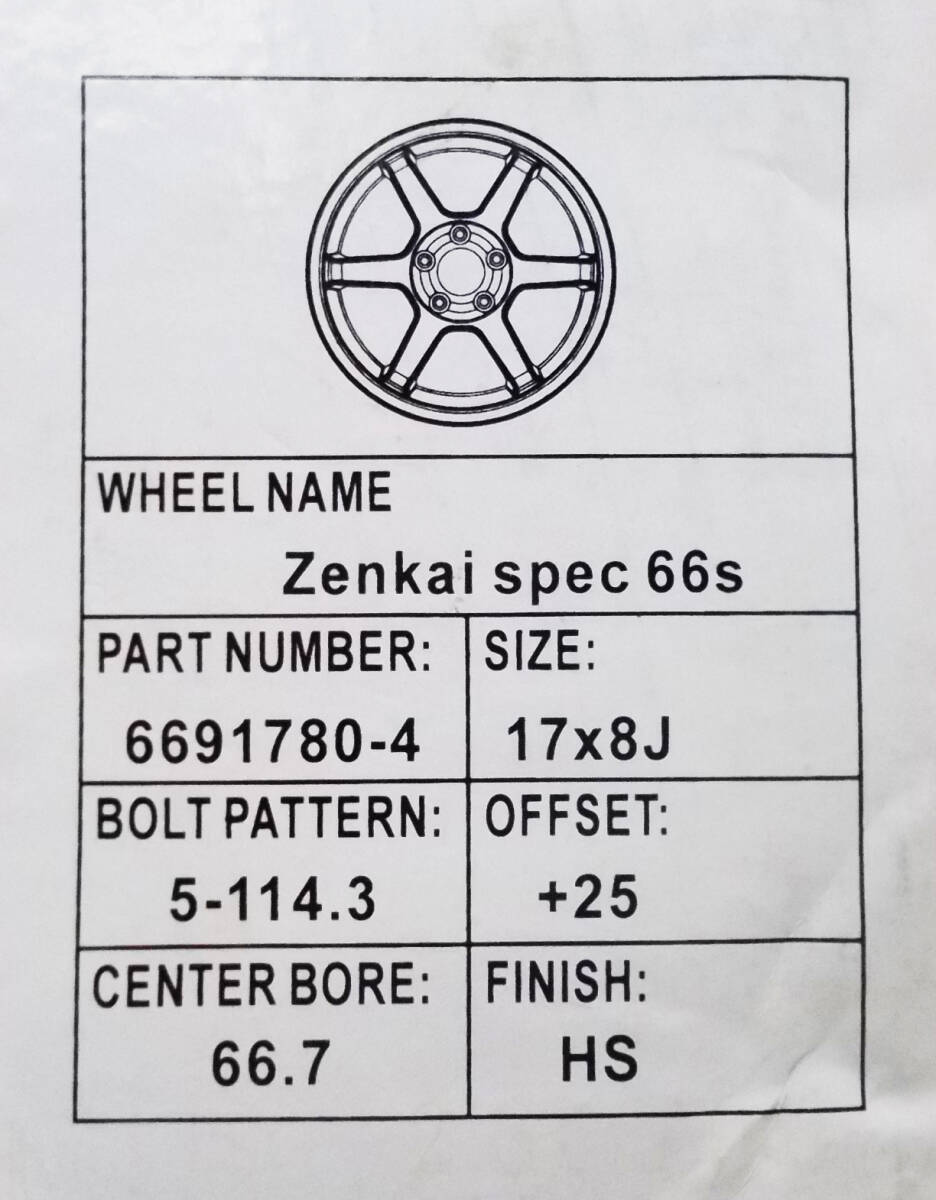 WHEEL NAME
Zenkai spec 66s
PART NUMBER:
6691780-4
SIZE:
17x8J
BOLT PATTERN:
5-114.3
OFFSET:
+25
CENTER BORE:
66.7
FINISH:
HS